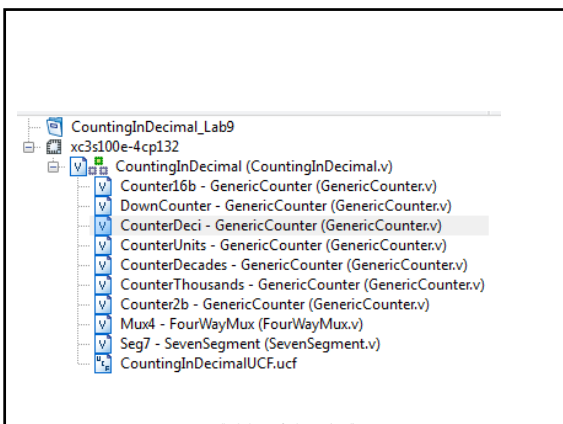 CountingInDecimal_Lab9
xc3s100e-4cp132
V CountingInDecimal (CountingInDecimal.v)
V Counter16b - GenericCounter (GenericCounter.v)
V DownCounter - GenericCounter (GenericCounter.v)
V CounterDeci - GenericCounter (GenericCounter.v)
V CounterUnits - GenericCounter (GenericCounter.v)
V CounterDecades - GenericCounter (GenericCounter.v)
V CounterThousands - GenericCounter (GenericCounter.v)
V Counter2b - GenericCounter (GenericCounter.v)
V Mux4 - FourWayMux (FourWayMux.v)
V Seg7 - SevenSegment (SevenSegment.v)
CountingInDecimalUCF.ucf